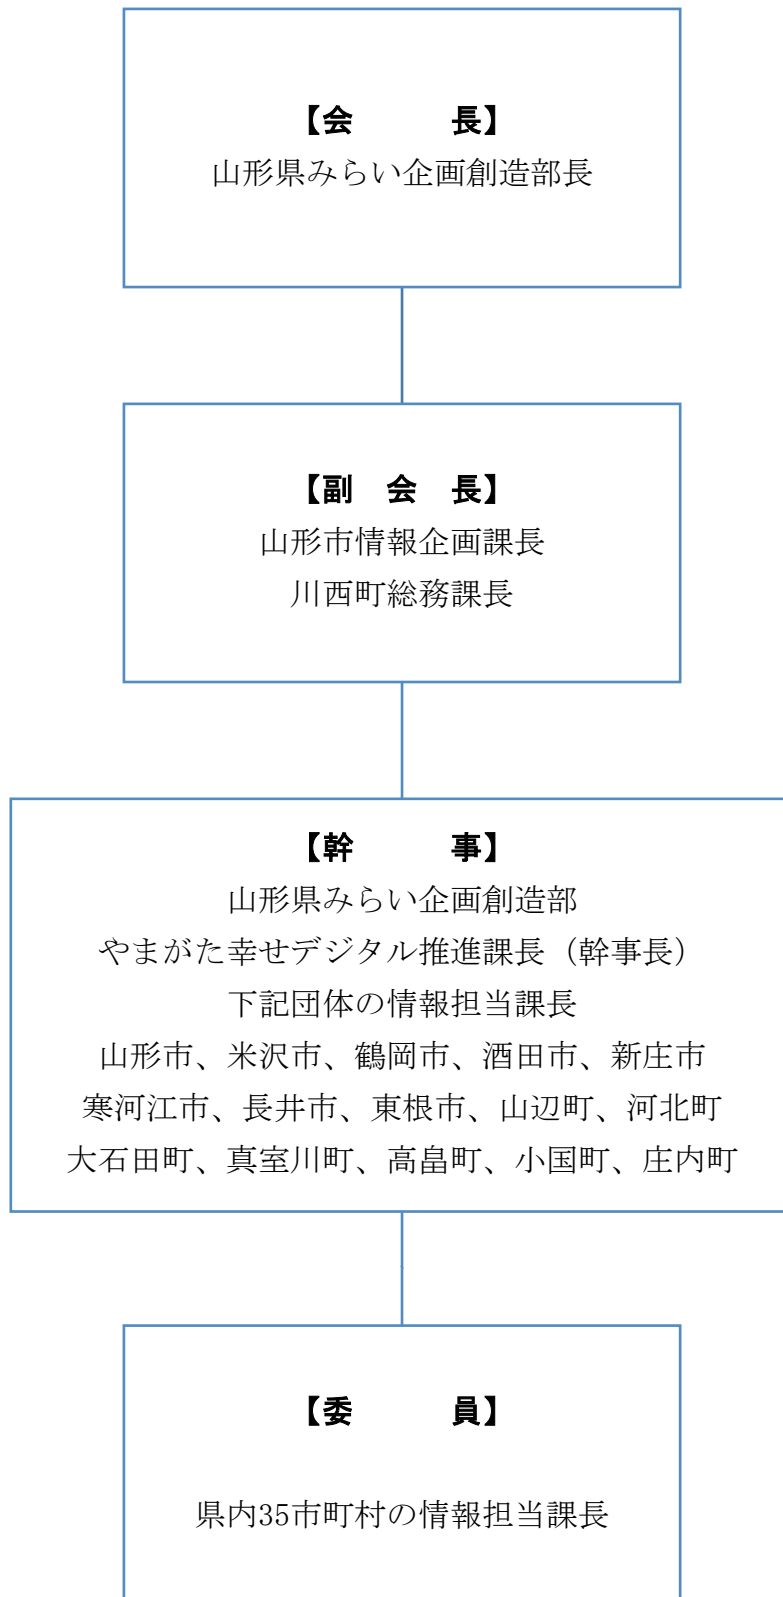 【会　　　長】
山形県みらい企画創造部長
【副　会　長】
山形市情報企画課長
川西町総務課長
【幹　　　事】
山形県みらい企画創造部
やまがた幸せデジタル推進課長（幹事長）
下記団体の情報担当課長
山形市、米沢市、鶴岡市、酒田市、新庄市
寒河江市、長井市、東根市、山辺町、河北町
大石田町、真室川町、高畠町、小国町、庄内町
【委　　　員】
県内35市町村の情報担当課長